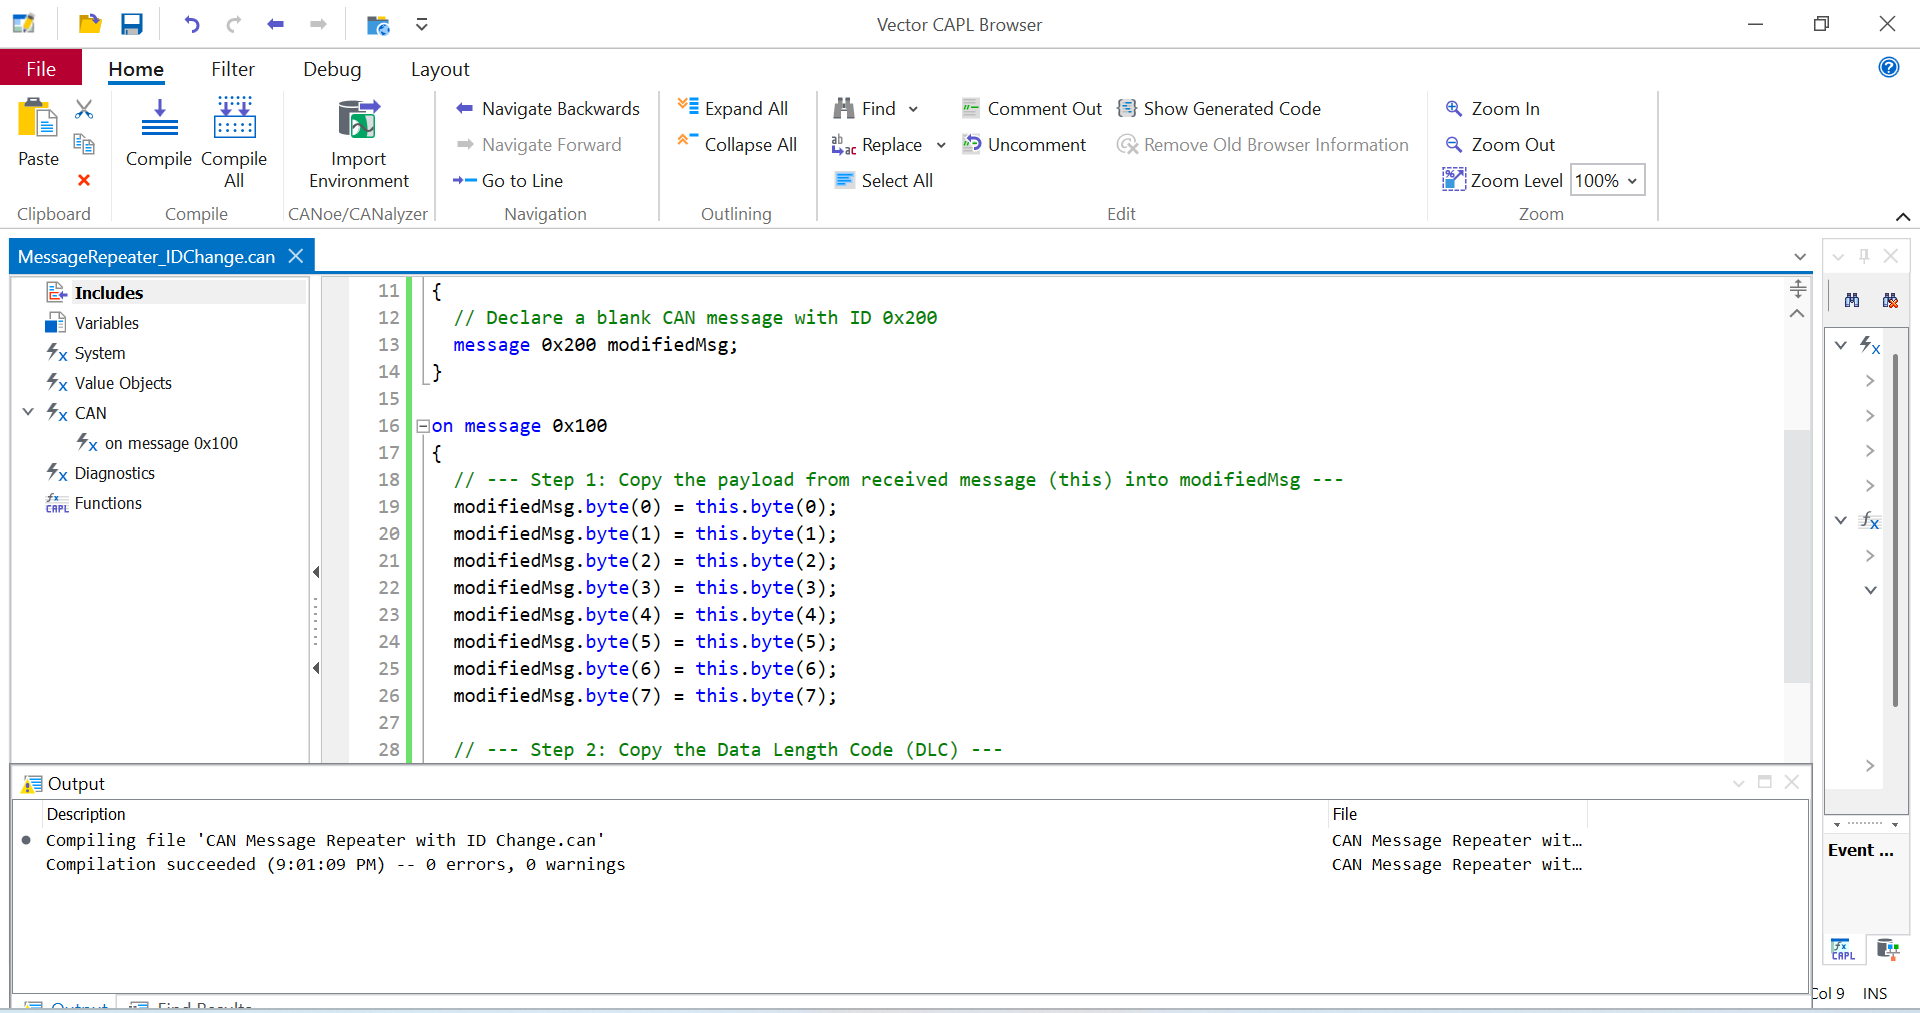 Vector CAPL Browser
File Home Filter Debug Layout
Paste
Clipboard
Compile Compile All
Compile
Import Environment
CANoe/CANalyzer
Navigate Backwards
Navigate Forward
Go to Line
Navigation
Expand All
Collapse All
Outlining
Find
Replace
Select All
Comment Out
Uncomment
Show Generated Code
Remove Old Browser Information
Edit
Zoom In
Zoom Out
Zoom Level 100%
Zoom
MessageRepeater_IDChange.can
Includes
Variables
System
Value Objects
CAN
on message 0x100
Diagnostics
Functions
11 {
12 // Declare a blank CAN message with ID 0x200
13 message 0x200 modifiedMsg;
14 }
15
16 on message 0x100
17 {
18 // --- Step 1: Copy the payload from received message (this) into modifiedMsg ---
19 modifiedMsg.byte(0) = this.byte(0);
20 modifiedMsg.byte(1) = this.byte(1);
21 modifiedMsg.byte(2) = this.byte(2);
22 modifiedMsg.byte(3) = this.byte(3);
23 modifiedMsg.byte(4) = this.byte(4);
24 modifiedMsg.byte(5) = this.byte(5);
25 modifiedMsg.byte(6) = this.byte(6);
26 modifiedMsg.byte(7) = this.byte(7);
27
28 // --- Step 2: Copy the Data Length Code (DLC) ---
Output
Description File
Compiling file 'CAN Message Repeater with ID Change.can' CAN Message Repeater wit...
Compilation succeeded (9:01:09 PM) -- 0 errors, 0 warnings CAN Message Repeater wit...
Event ...
CAPL
Output Find Results
Col 9 INS